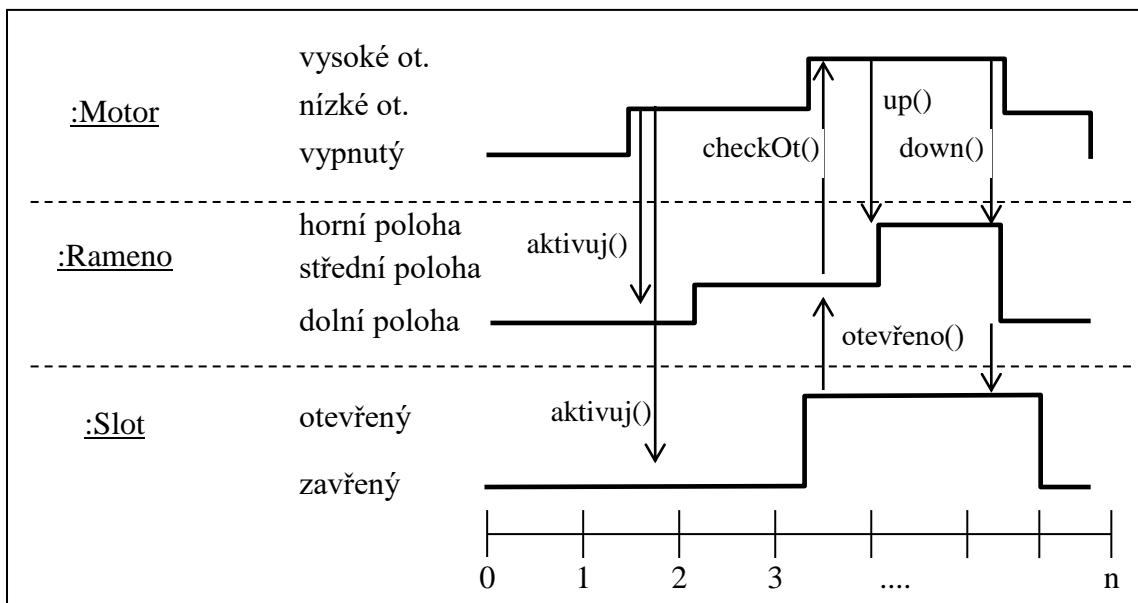 vysoké ot.
:Motor
nízké ot.
vypnutý
up()
checkOt()
down()
horní poloha
:Rameno
střední poloha
dolní poloha
aktivuj()
otevřeno()
:Slot
otevřený
aktivuj()
zavřený
0 1 2 3 .... n